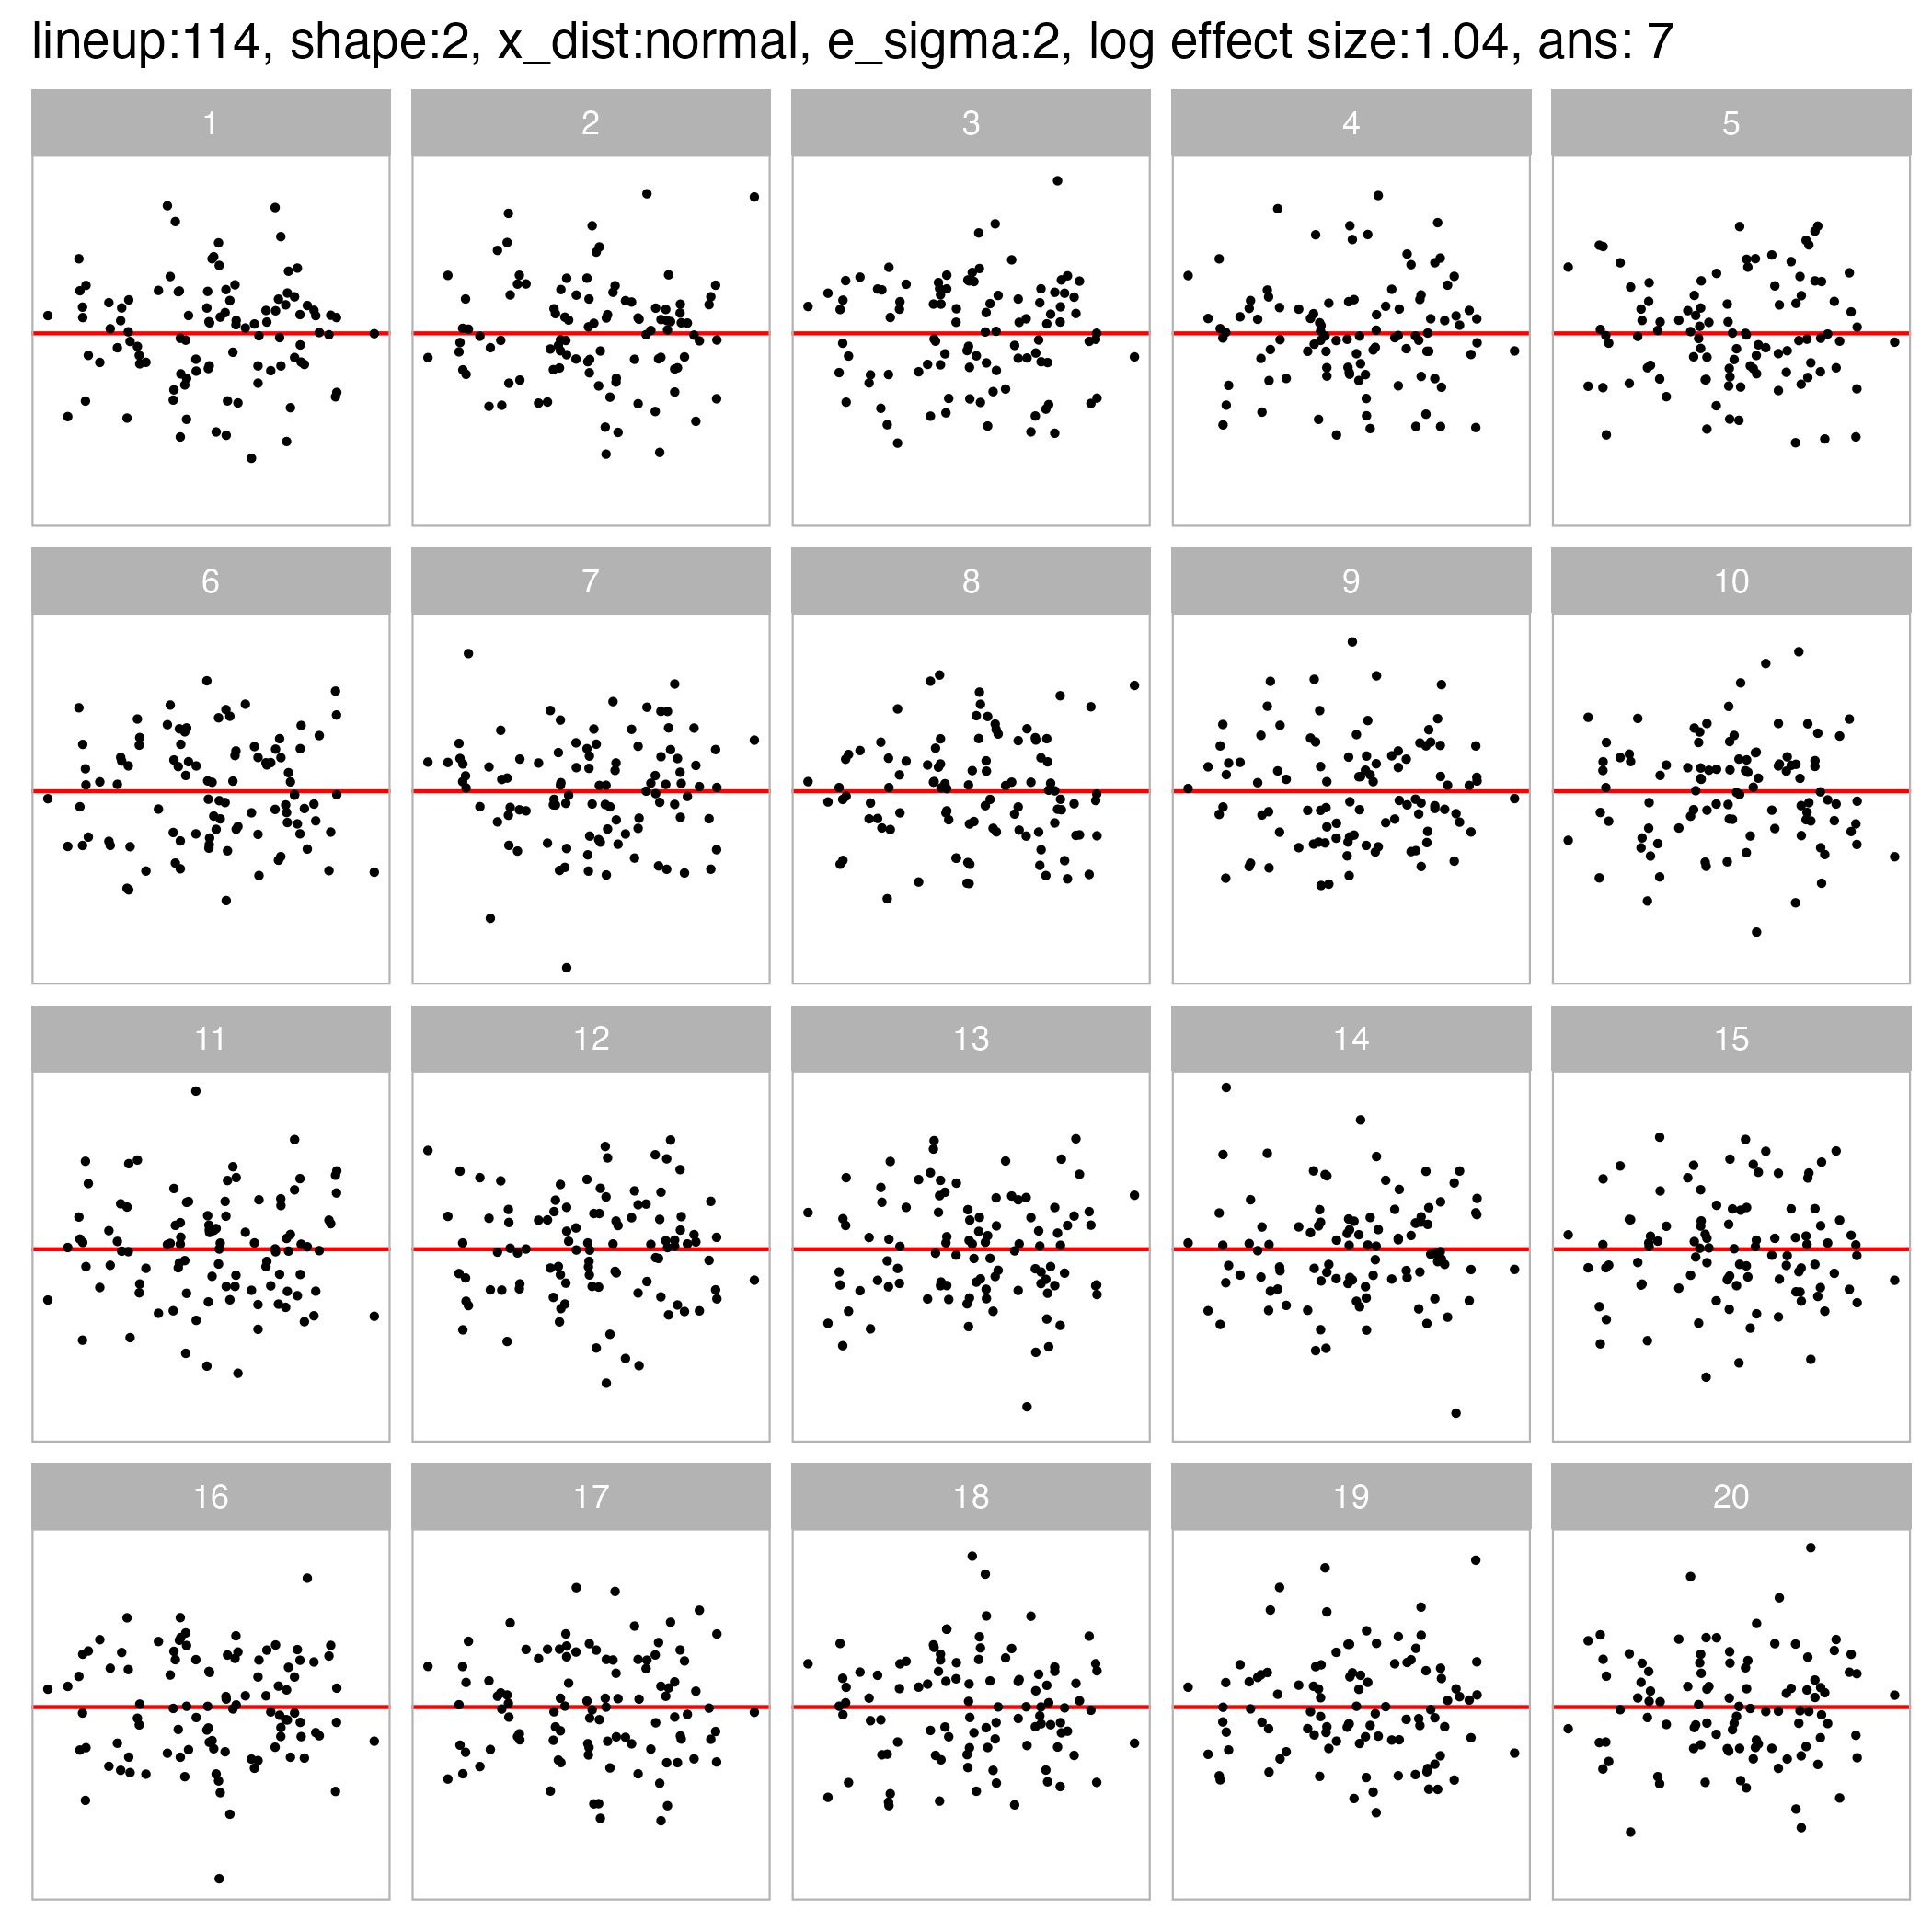 lineup:114, shape:2, x_dist:normal, e_sigma:2, log effect size:1.04, ans: 7
1 2 3 4 5
6 7 8 9 10
11 12 13 14 15
16 17 18 19 20